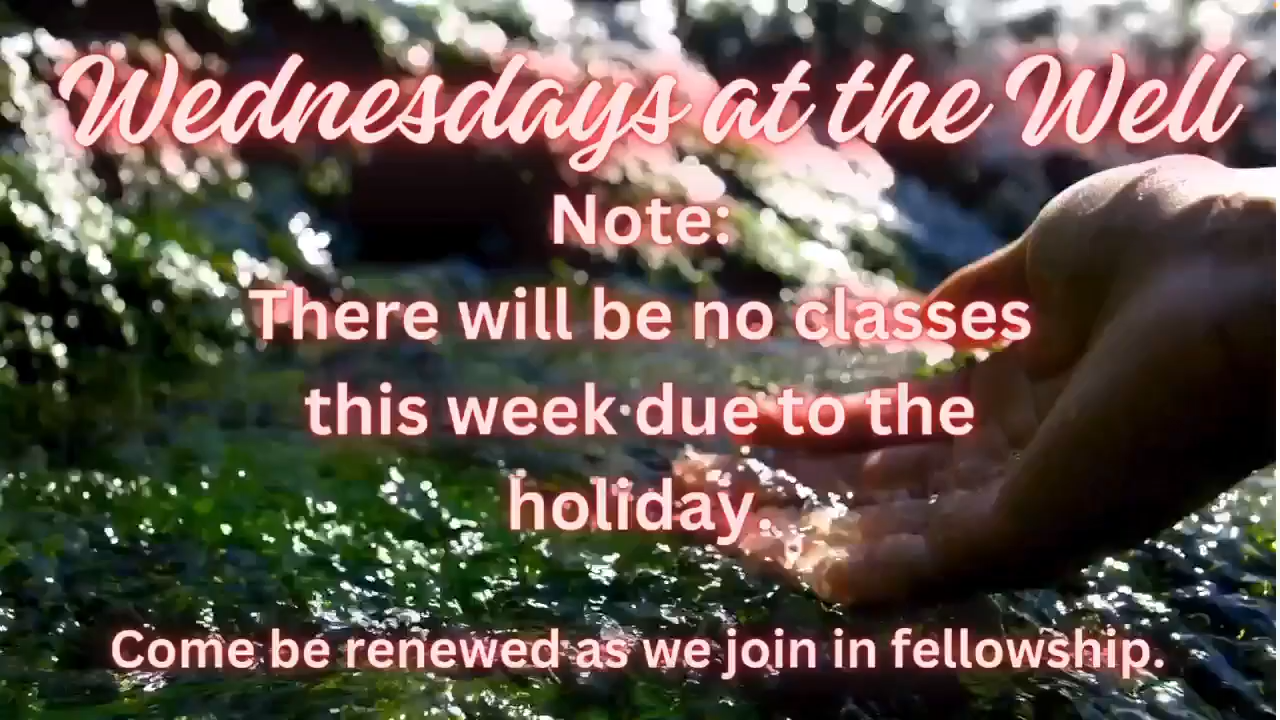 Wednesdays at the Well
Note:
There will be no classes
this week due to the
holiday.
Come be renewed as we join in fellowship.